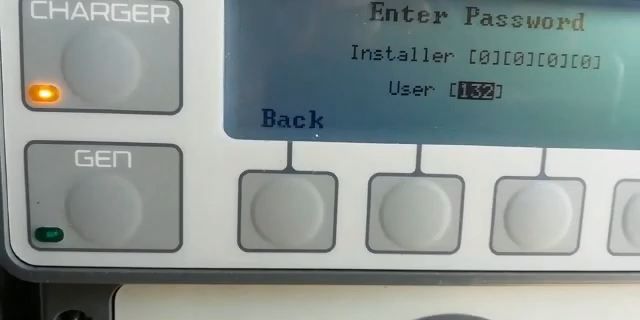 CHARGER
Enter Password
Installer [0][0][0][0]
User [132]
Back
GEN